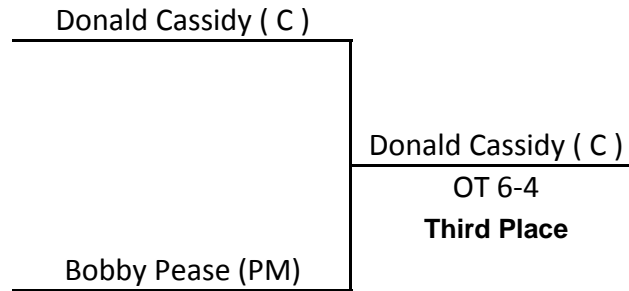 Donald Cassidy ( C )
Donald Cassidy ( C )
OT 6-4
Third Place
Bobby Pease (PM)